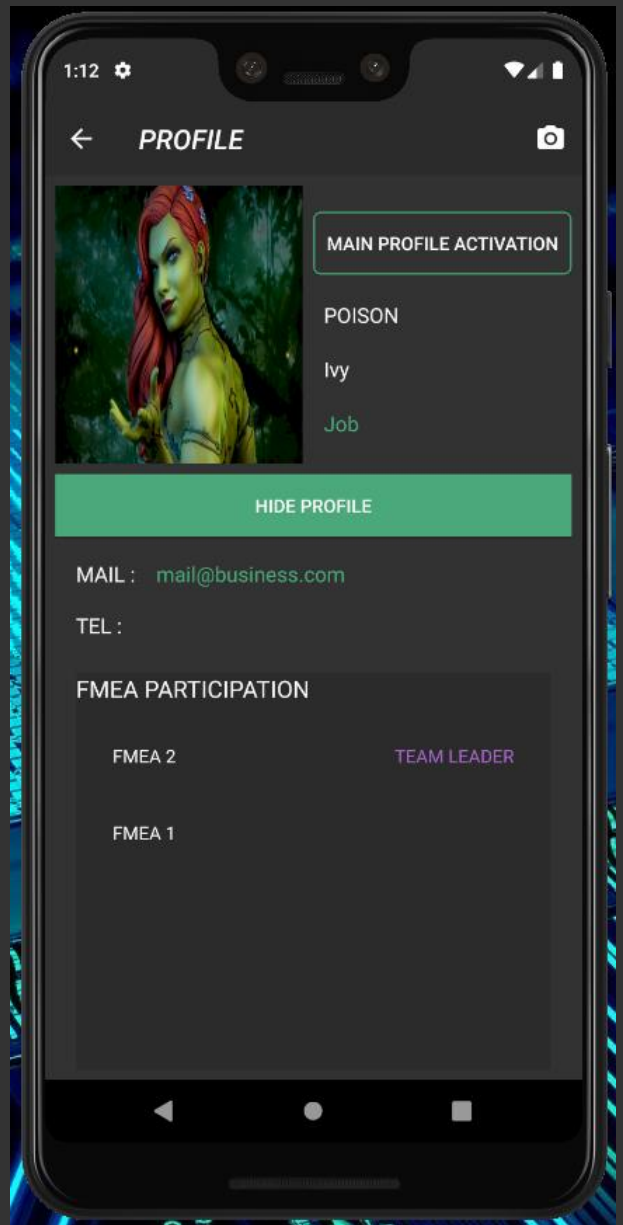 1:12
PROFILE
MAIN PROFILE ACTIVATION
POISON
Ivy
Job
HIDE PROFILE
MAIL : mail@business.com
TEL :
FMEA PARTICIPATION
FMEA 2 TEAM LEADER
FMEA 1